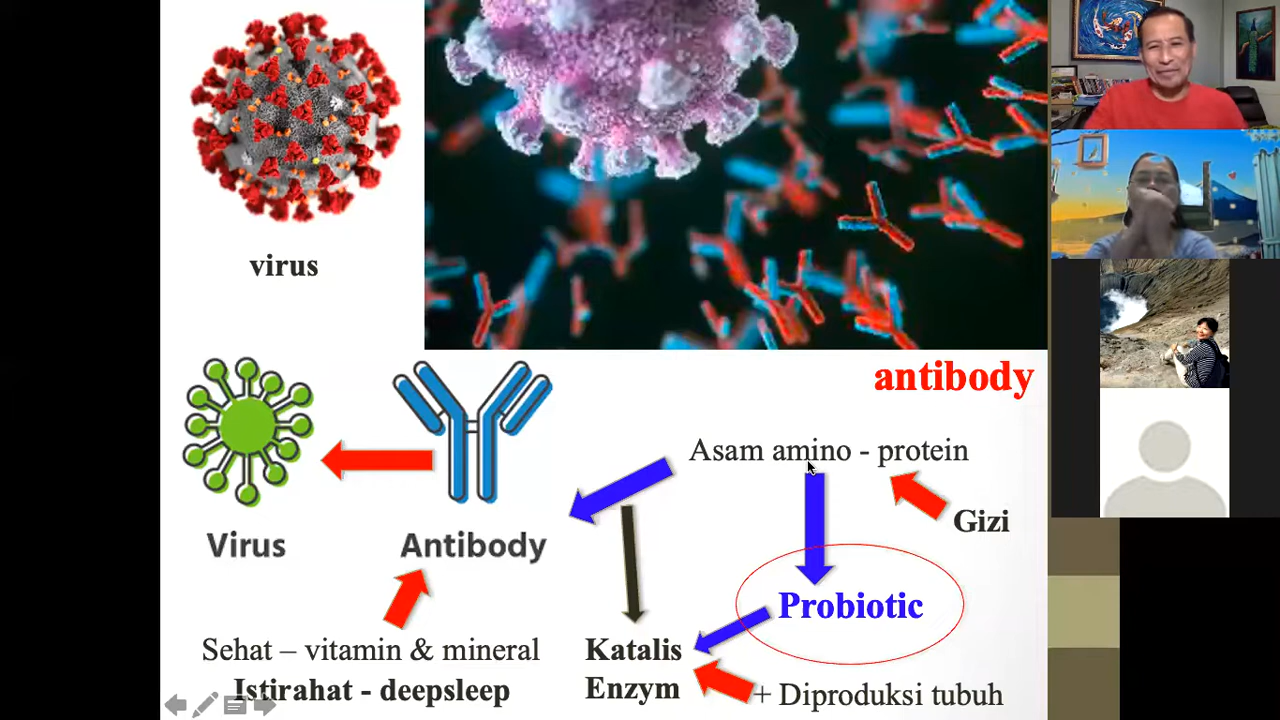 virus
antibody
Asam amino - protein
Gizi
Virus
Antibody
Probiotic
Sehat – vitamin & mineral
Istirahat - deepsleep
Katalis
Enzym
+ Diproduksi tubuh